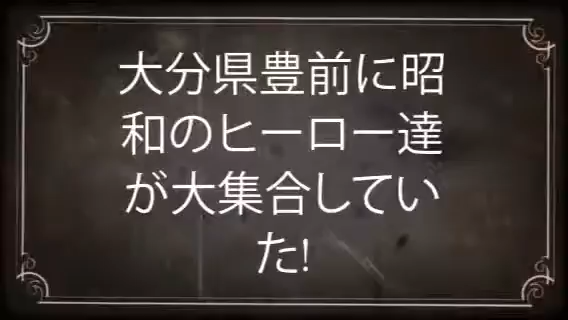 大分県豊前に昭
和のヒーロー達
が大集合してい
た!